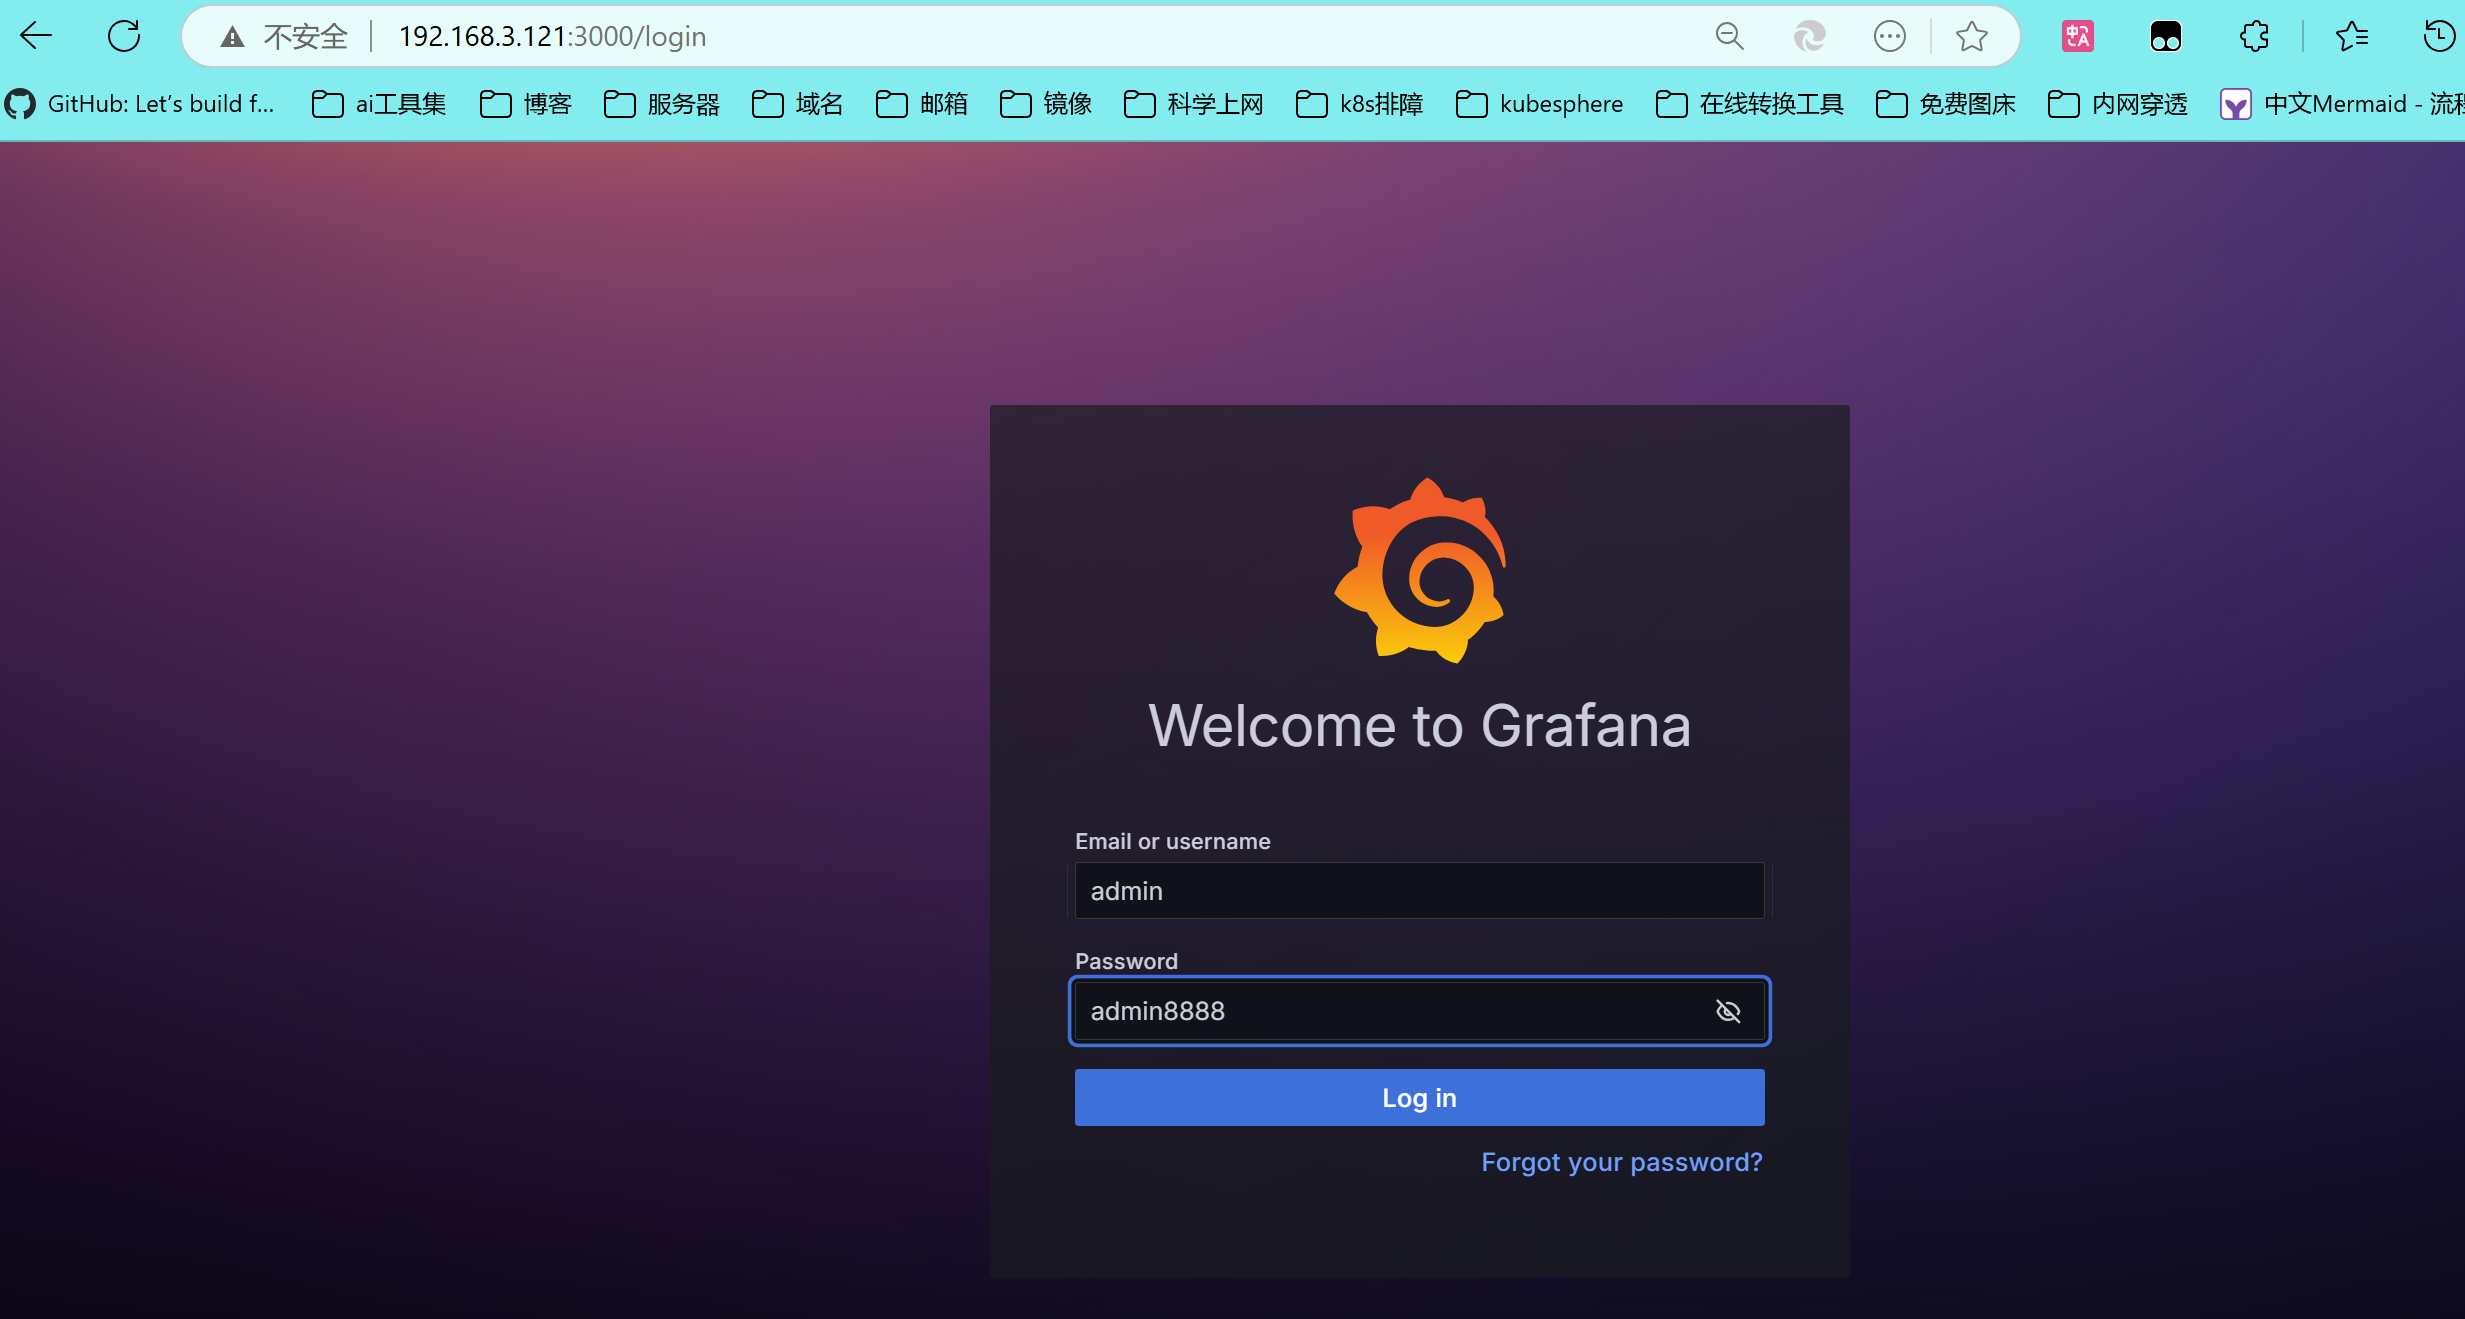 不安全 192.168.3.121:3000/login
GitHub: Let's build f... ai工具集 博客 服务器 域名 邮箱 镜像 科学上网 k8s排障 kubesphere 在线转换工具 免费图床 内网穿透 中文Mermaid - 流程
Welcome to Grafana
Email or username
admin
Password
admin8888
Log in
Forgot your password?